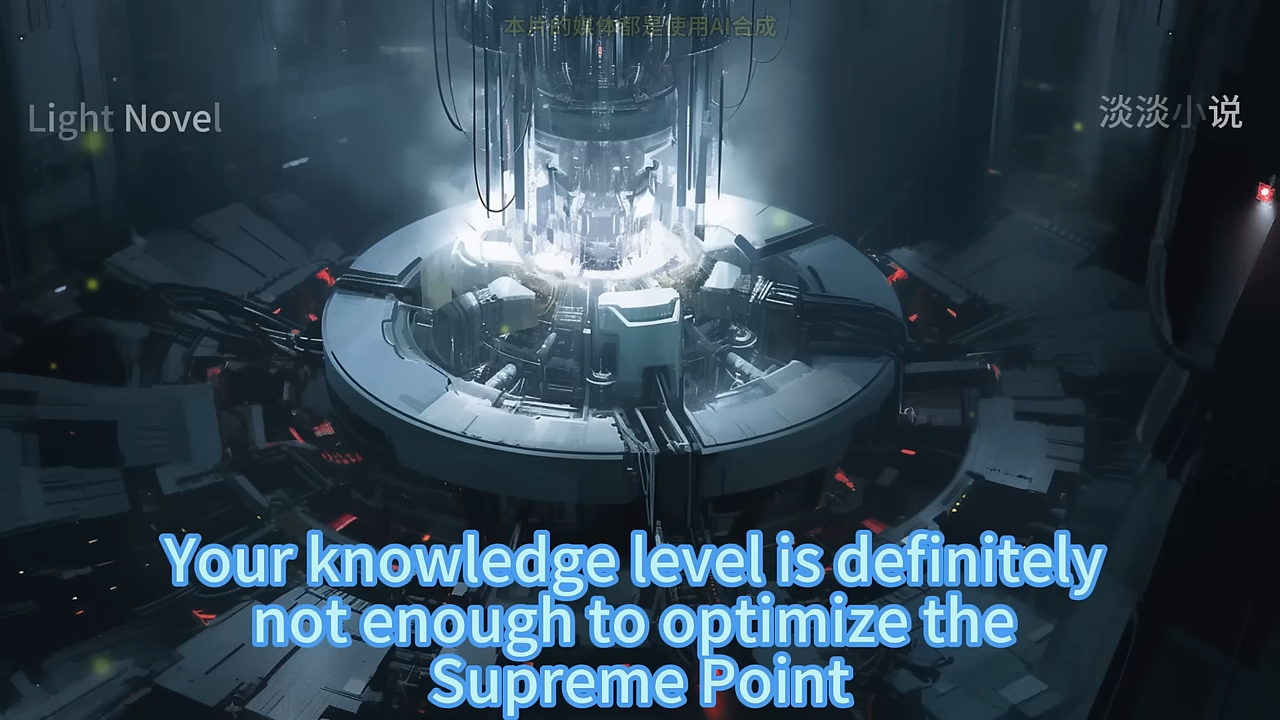 本片的媒体都是使用AI合成
Light Novel
淡淡小说
Your knowledge level is definitely
not enough to optimize the
Supreme Point